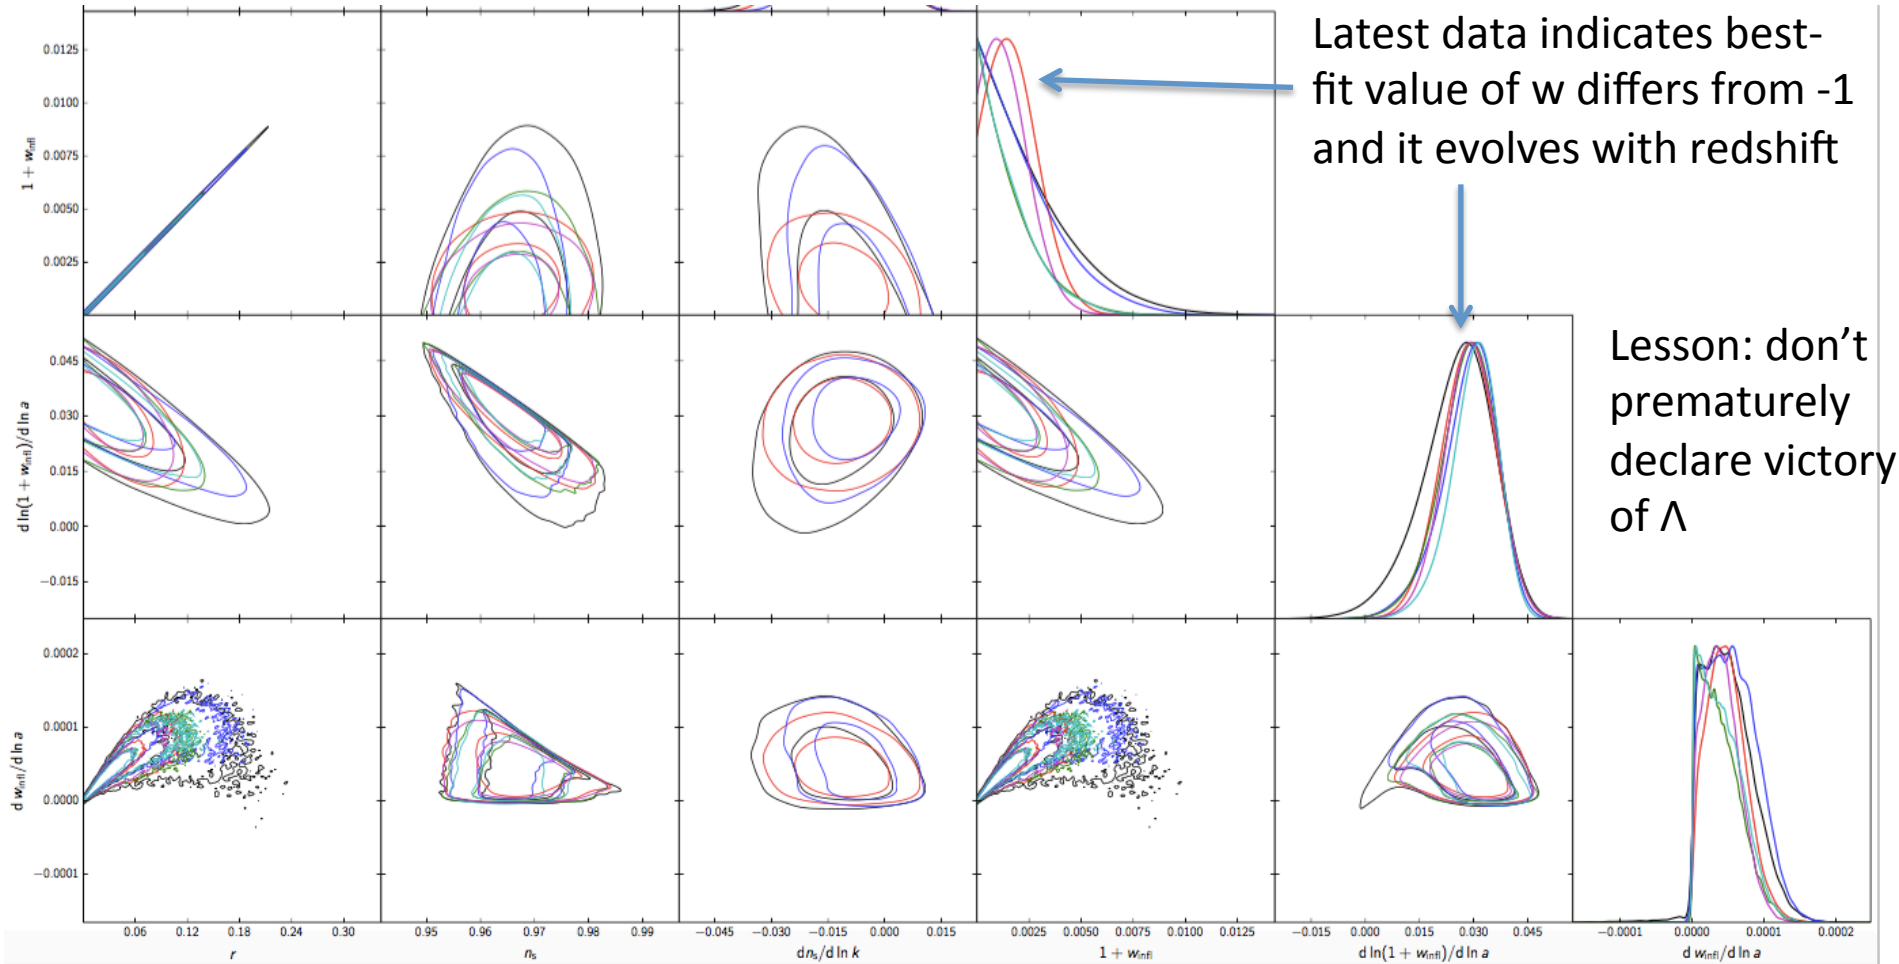 Latest data indicates best-
fit value of w differs from -1
and it evolves with redshift
Lesson: don't
prematurely
declare victory
of Λ
1 + w_infl
0.0125
0.0100
0.0075
0.0050
0.0025
d ln(1 + w_infl)/d ln a
0.045
0.030
0.015
0.000
−0.015
d w_infl/d ln a
0.0002
0.0001
0.0000
−0.0001
0.06 0.12 0.18 0.24 0.30
0.95 0.96 0.97 0.98 0.99
−0.045 −0.030 −0.015 0.000 0.015
0.0025 0.0050 0.0075 0.0100 0.0125
−0.015 0.000 0.015 0.030 0.045
−0.0001 0.0000 0.0001 0.0002
r
n_s
dn_s/d ln k
1 + w_infl
d ln(1 + w_infl)/d ln a
d w_infl/d ln a